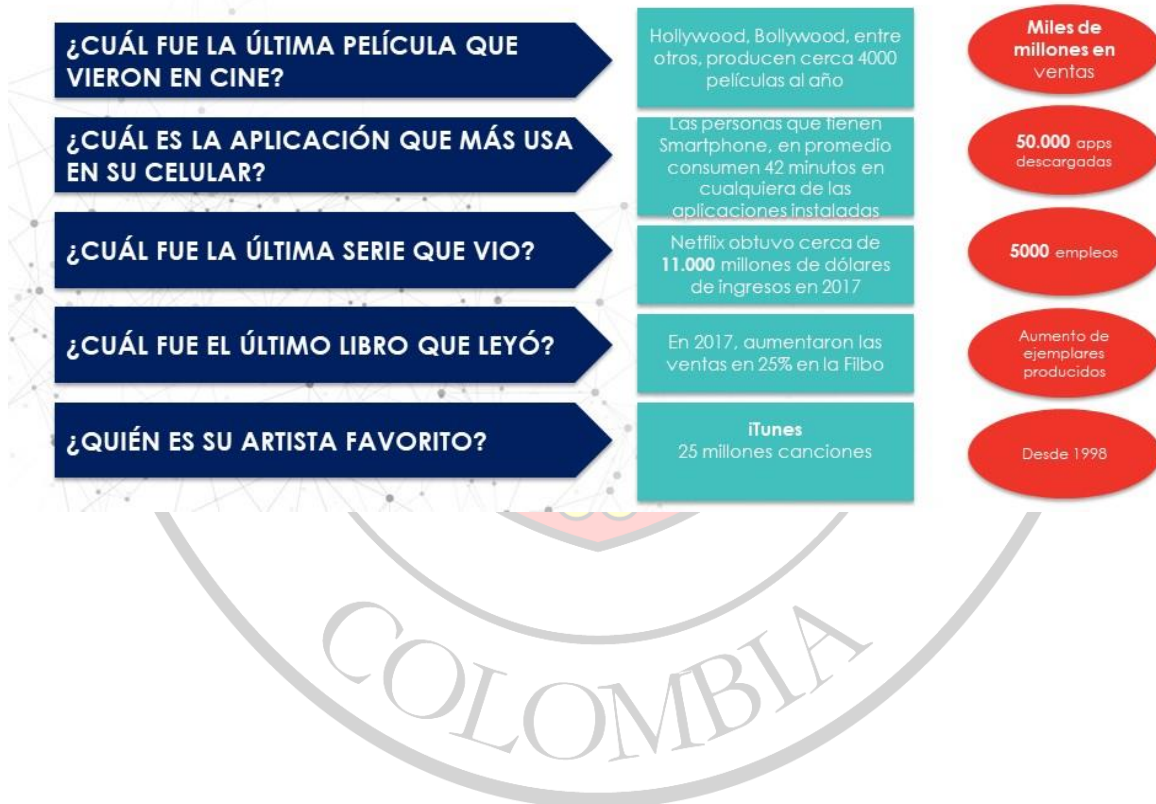 ¿CUÁL FUE LA ÚLTIMA PELÍCULA QUE
VIERON EN CINE?
Hollywood, Bollywood, entre
otros, producen cerca 4000
películas al año
Miles de
millones en
ventas
¿CUÁL ES LA APLICACIÓN QUE MÁS USA
EN SU CELULAR?
Las personas que tienen
Smartphone, en promedio
consumen 42 minutos en
cualquiera de las
aplicaciones instaladas
50.000 apps
descargadas
¿CUÁL FUE LA ÚLTIMA SERIE QUE VIO?
Netflix obtuvo cerca de
11.000 millones de dólares
de ingresos en 2017
5000 empleos
¿CUÁL FUE EL ÚLTIMO LIBRO QUE LEYÓ?
En 2017, aumentaron las
ventas en 25% en la Filbo
Aumento de
ejemplares
producidos
¿QUIÉN ES SU ARTISTA FAVORITO?
iTunes
25 millones canciones
Desde 1998
COLOMBIA